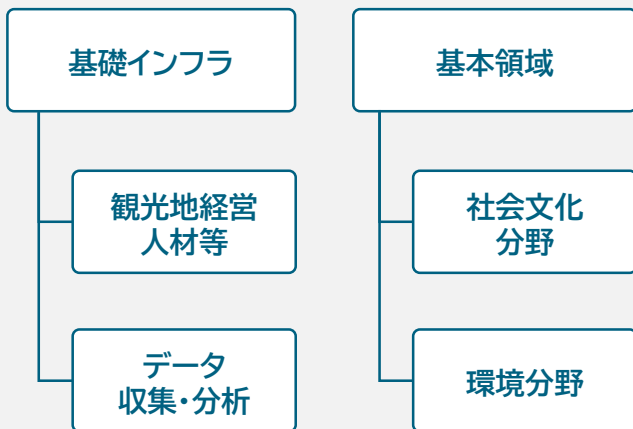 基礎インフラ
観光地経営
人材等
データ
収集・分析
基本領域
社会文化
分野
環境分野